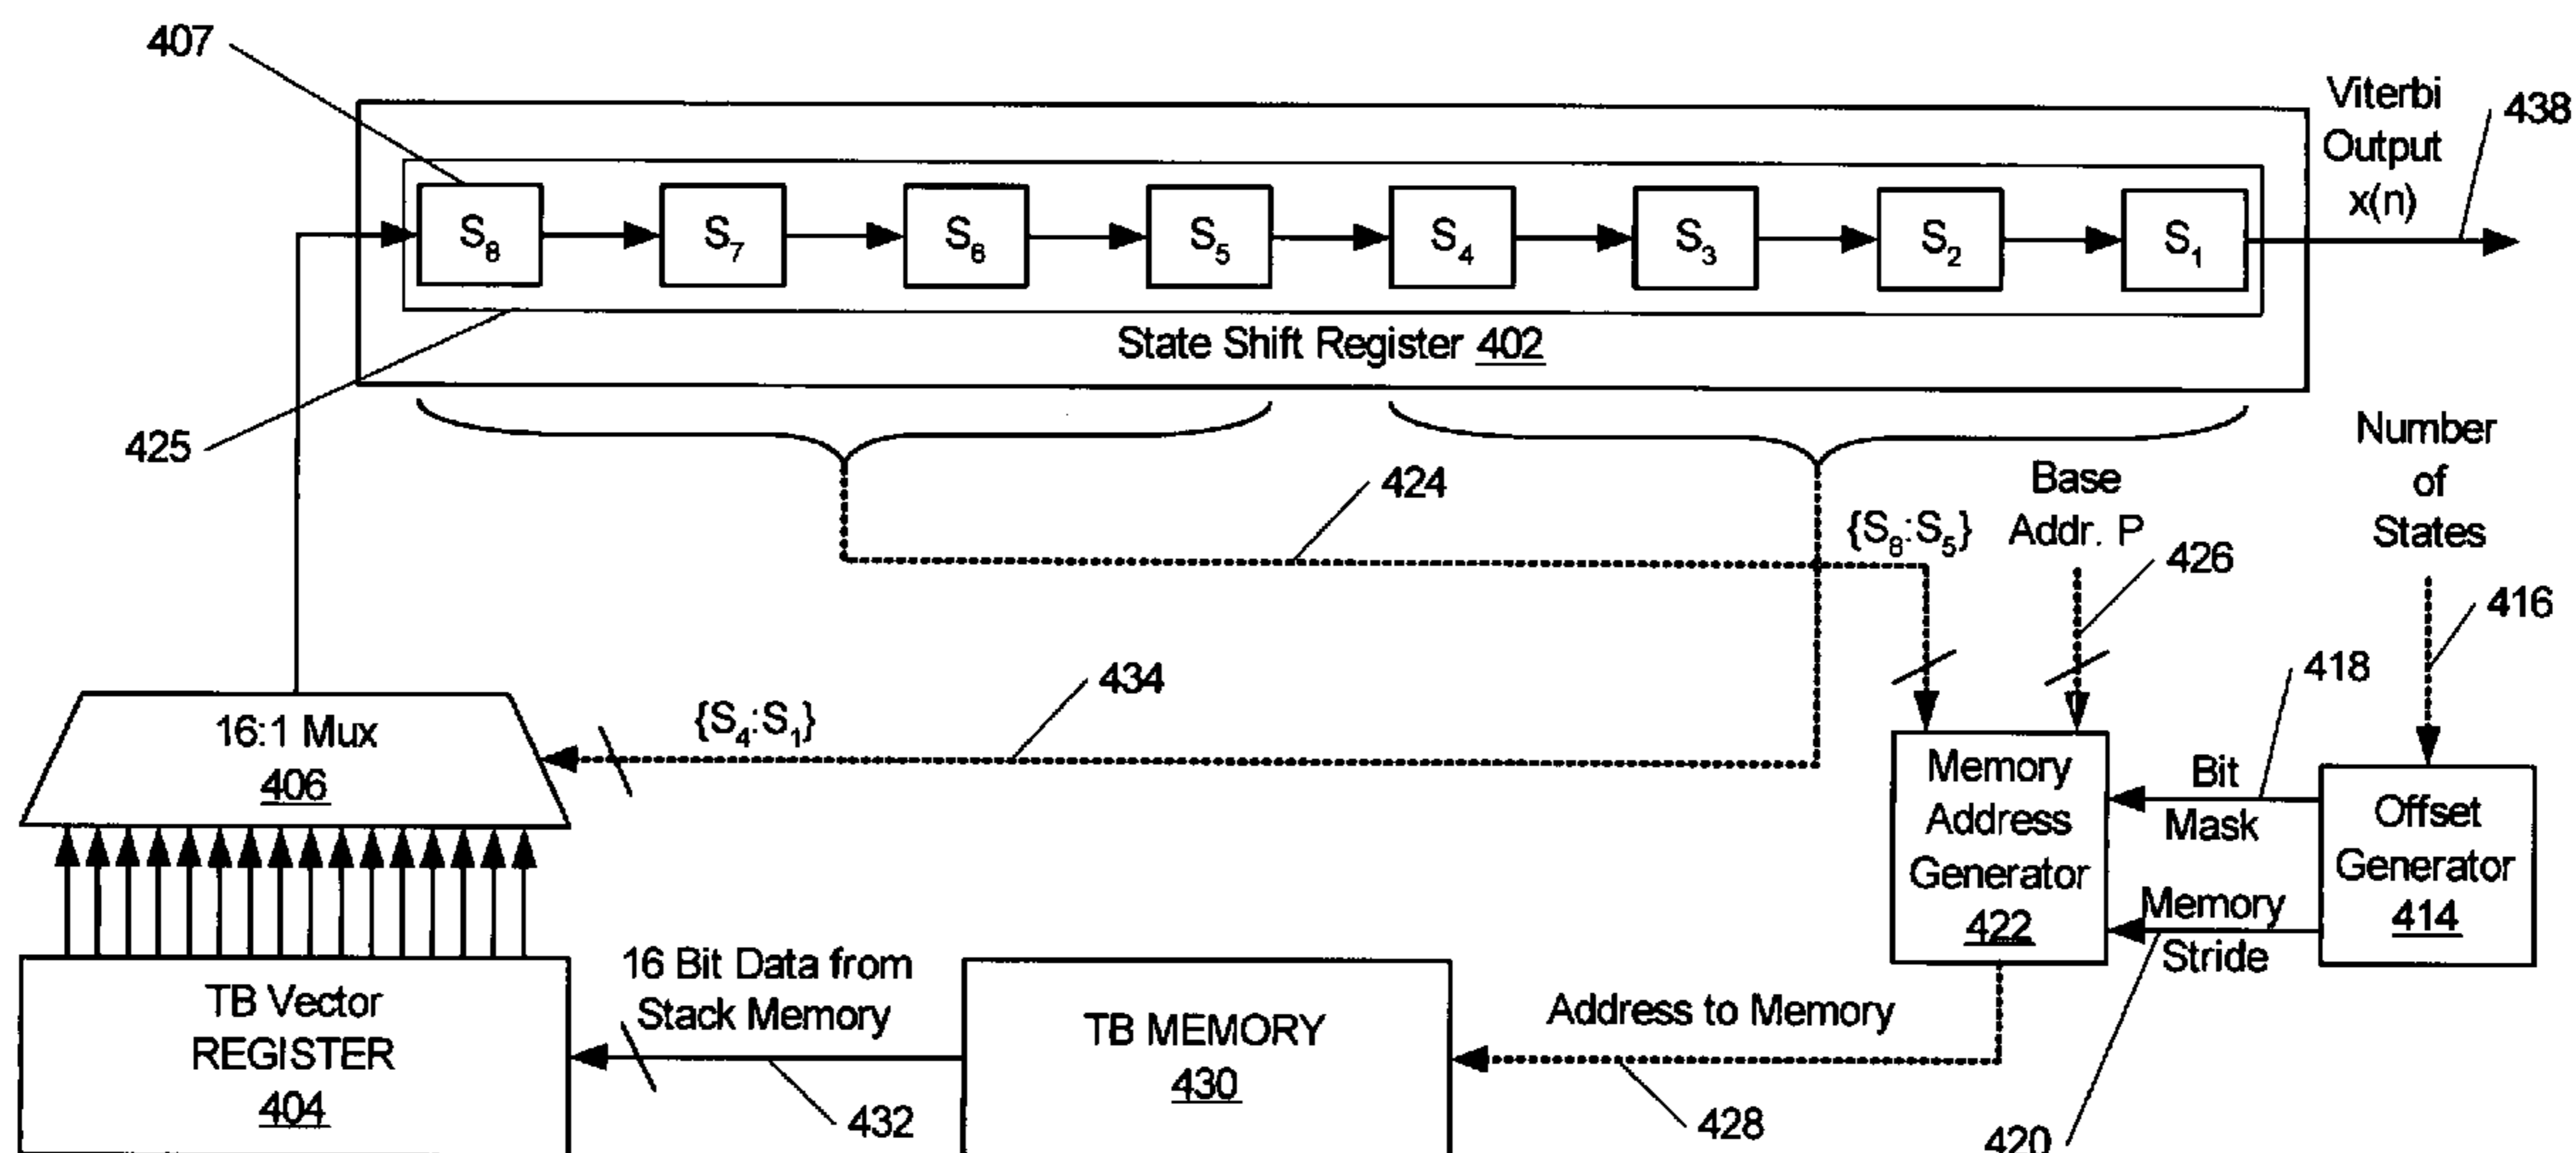 407
Viterbi
Output
x(n)
438
S8
S7
S6
S5
S4
S3
S2
S1
State Shift Register 402
425
424
{S8:S5}
Base
Addr. P
426
Number
of
States
416
434
{S4:S1}
418
16:1 Mux
406
Memory
Address
Generator
422
Bit
Mask
Memory
Stride
Offset
Generator
414
TB Vector
REGISTER
404
16 Bit Data from
Stack Memory
432
TB MEMORY
430
Address to Memory
428
420